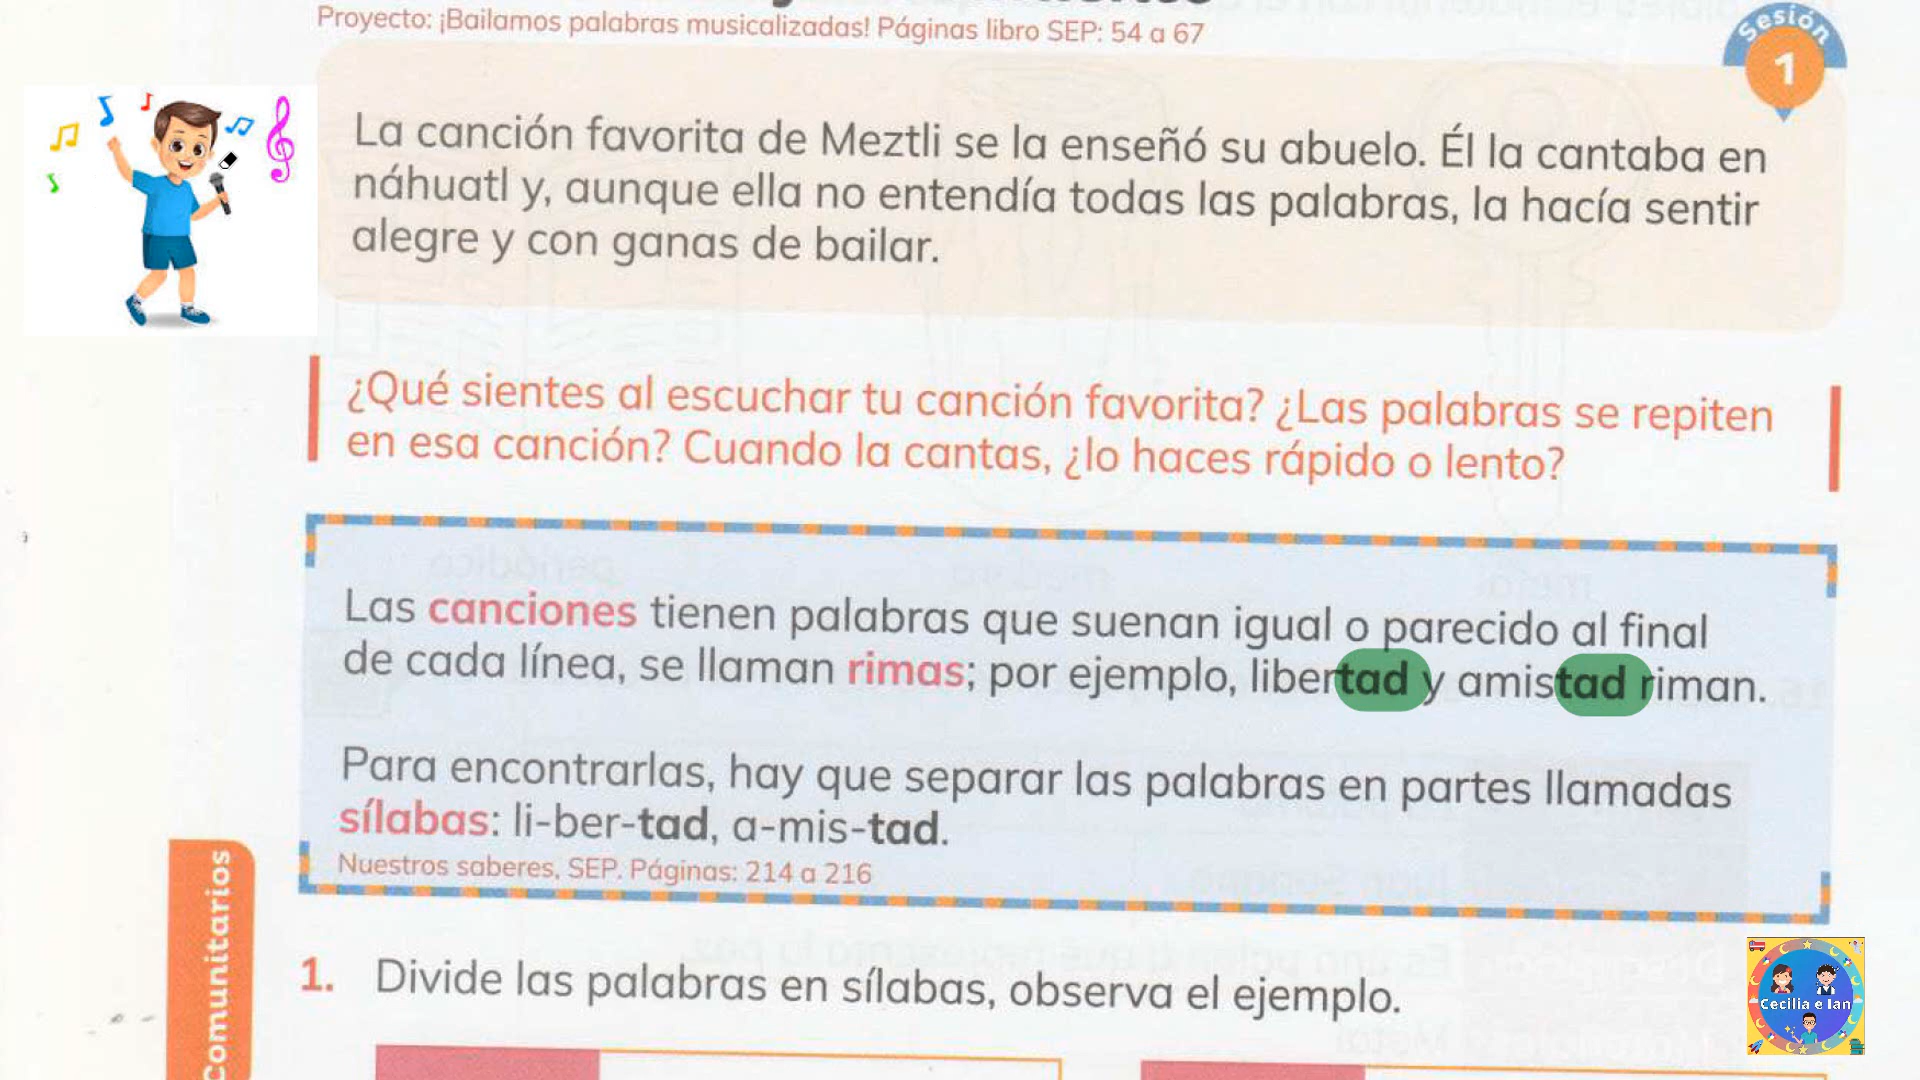 Proyecto: ¡Bailamos palabras musicalizadas! Páginas libro SEP: 54 a 67
Sesión
1
La canción favorita de Meztli se la enseñó su abuelo. Él la cantaba en
náhuatl y, aunque ella no entendía todas las palabras, la hacía sentir
alegre y con ganas de bailar.
¿Qué sientes al escuchar tu canción favorita? ¿Las palabras se repiten
en esa canción? Cuando la cantas, ¿lo haces rápido o lento?
Las canciones tienen palabras que suenan igual o parecido al final
de cada línea, se llaman rimas; por ejemplo, libertad y amistad riman.
Para encontrarlas, hay que separar las palabras en partes llamadas
sílabas: li-ber-tad, a-mis-tad.
Nuestros saberes, SEP. Páginas: 214 a 216
Comunitarios
1. Divide las palabras en sílabas, observa el ejemplo.
Cecilia e Ian